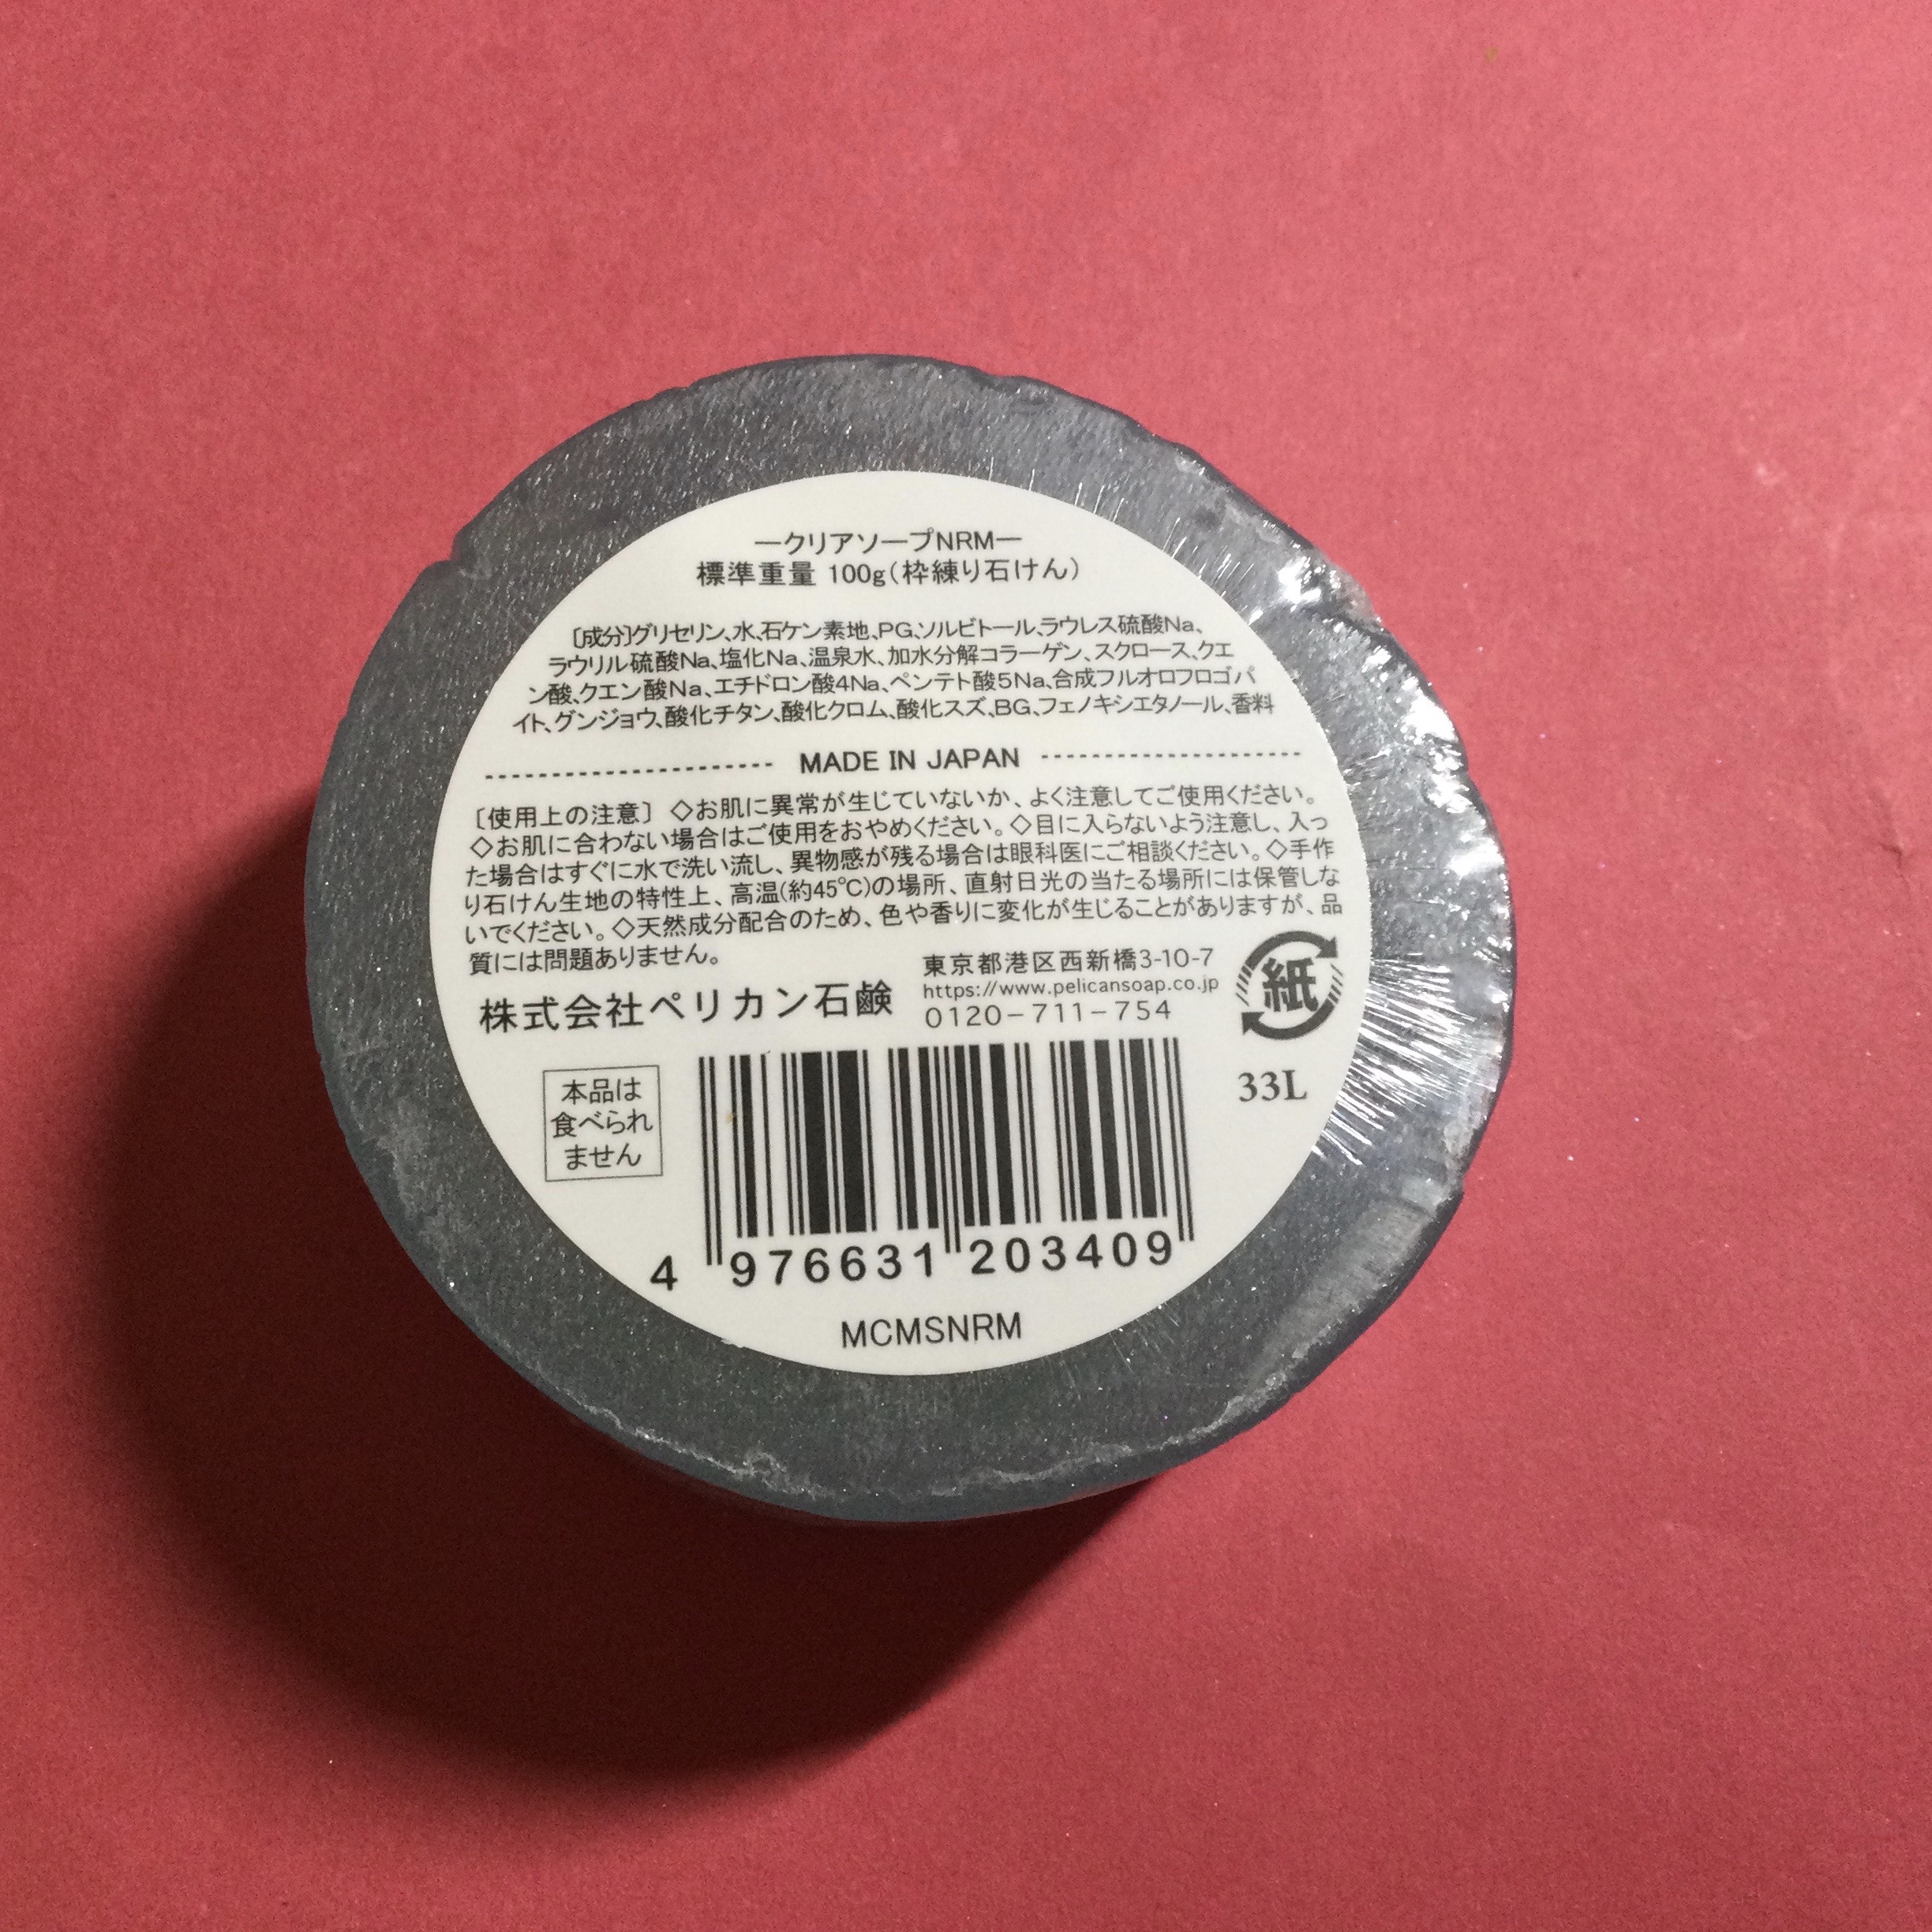 ―クリアソープNRM―
標準重量 100g(枠練り石けん)
[成分]グリセリン、水、石ケン素地、PG、ソルビトール、ラウレス硫酸Na、
ラウリル硫酸Na、塩化Na、温泉水、加水分解コラーゲン、スクロース、クエ
ン酸、クエン酸Na、エチドロン酸4Na、ペンテト酸5Na、合成フルオロフロゴパ
イト、グンジョウ、酸化チタン、酸化クロム、酸化スズ、BG、フェノキシエタノール、香料
MADE IN JAPAN
〔使用上の注意〕◇お肌に異常が生じていないか、よく注意してご使用ください。
◇お肌に合わない場合はご使用をおやめください。◇目に入らないよう注意し、入っ
た場合はすぐに水で洗い流し、異物感が残る場合は眼科医にご相談ください。◇手作
り石けん生地の特性上、高温(約45℃)の場所、直射日光の当たる場所には保管しな
いでください。◇天然成分配合のため、色や香りに変化が生じることがありますが、品
質には問題ありません。
株式会社ペリカン石鹸
東京都港区西新橋3-10-7
https://www.pelicansoap.co.jp
0120-711-754
紙
33L
本品は
食べられ
ません
4 976631 203409
MCMSNRM